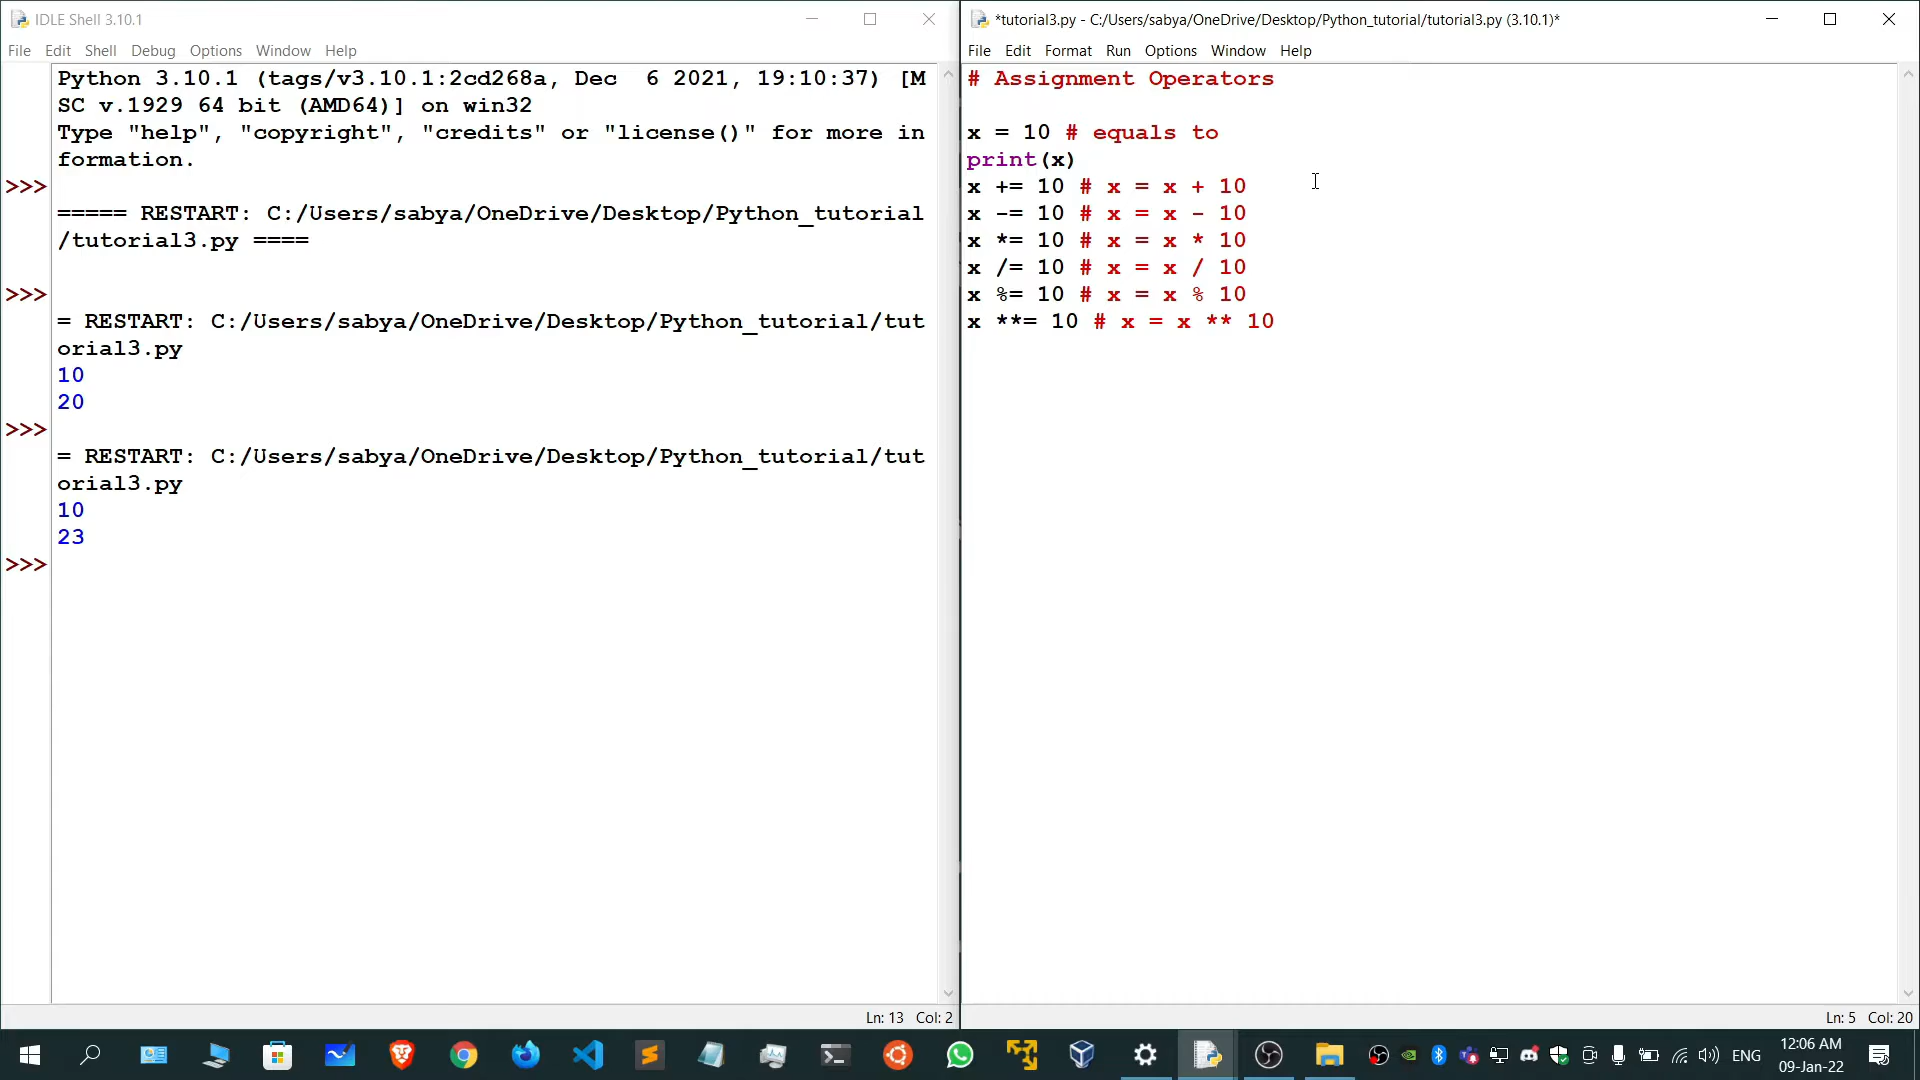 IDLE Shell 3.10.1
File Edit Shell Debug Options Window Help
Python 3.10.1 (tags/v3.10.1:2cd268a, Dec  6 2021, 19:10:37) [M
SC v.1929 64 bit (AMD64)] on win32
Type "help", "copyright", "credits" or "license()" for more in
formation.
>>>
===== RESTART: C:/Users/sabya/OneDrive/Desktop/Python_tutorial
/tutorial3.py ====
>>>
= RESTART: C:/Users/sabya/OneDrive/Desktop/Python_tutorial/tut
orial3.py
10
20
>>>
= RESTART: C:/Users/sabya/OneDrive/Desktop/Python_tutorial/tut
orial3.py
10
23
>>>
Ln: 13 Col: 2
*tutorial3.py - C:/Users/sabya/OneDrive/Desktop/Python_tutorial/tutorial3.py (3.10.1)*
File Edit Format Run Options Window Help
# Assignment Operators
x = 10 # equals to
print(x)
x += 10 # x = x + 10
x -= 10 # x = x - 10
x *= 10 # x = x * 10
x /= 10 # x = x / 10
x %= 10 # x = x % 10
x **= 10 # x = x ** 10
Ln: 5 Col: 20
ENG
12:06 AM
09-Jan-22